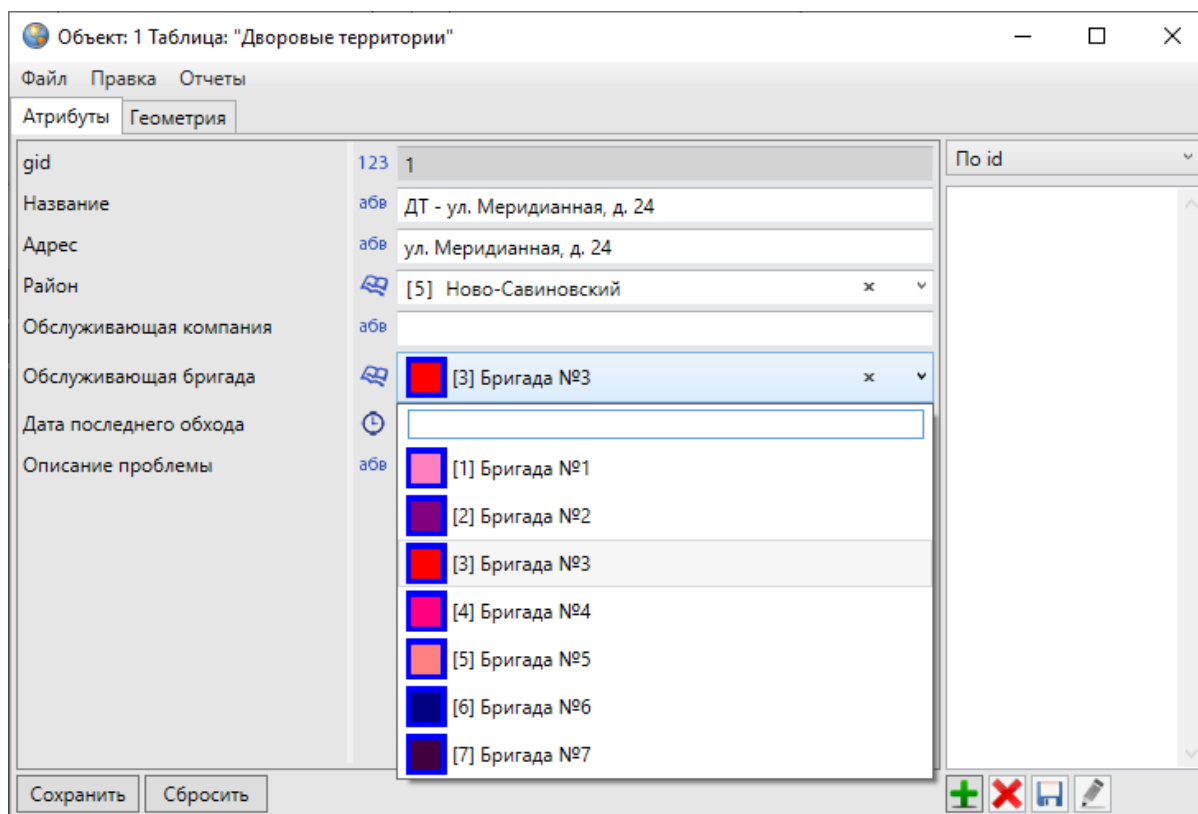 Объект: 1 Таблица: "Дворовые территории"
Файл Правка Отчеты
Атрибуты Геометрия
gid 123 1
По id
Название абв ДТ - ул. Меридианная, д. 24
Адрес абв ул. Меридианная, д. 24
Район [5] Ново-Савиновский
Обслуживающая компания абв
Обслуживающая бригада [3] Бригада №3
Дата последнего обхода
Описание проблемы абв
[1] Бригада №1
[2] Бригада №2
[3] Бригада №3
[4] Бригада №4
[5] Бригада №5
[6] Бригада №6
[7] Бригада №7
Сохранить Сбросить